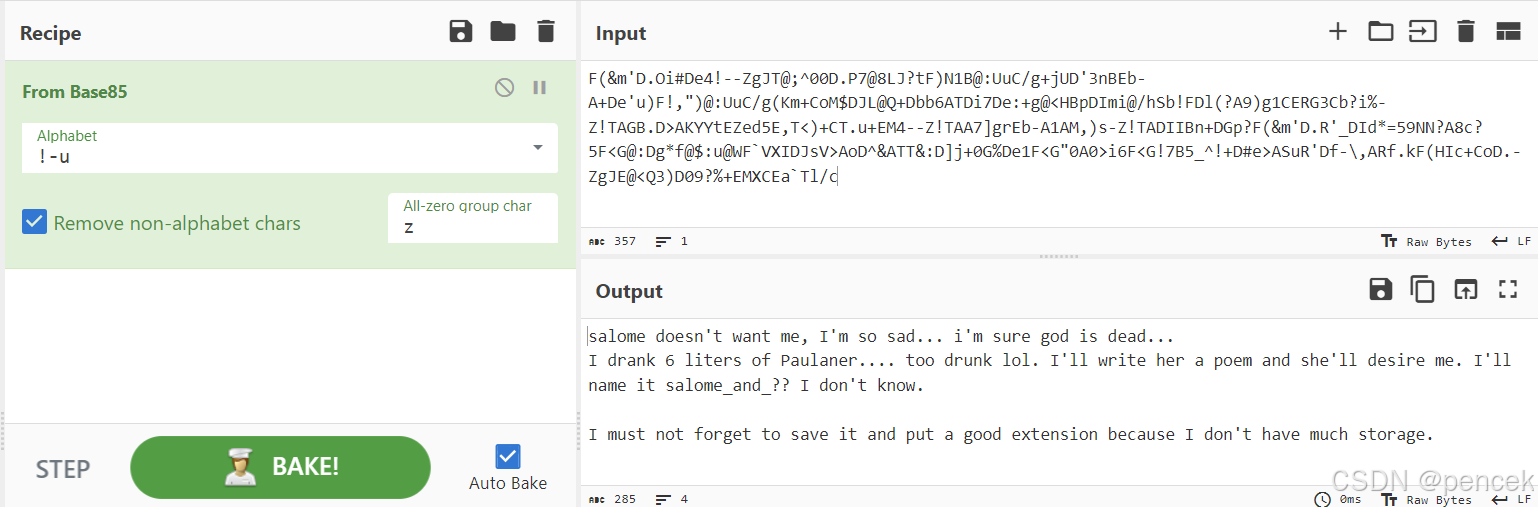 Recipe
From Base85
Alphabet
!-u
Remove non-alphabet chars
All-zero group char
z
STEP
BAKE!
Auto Bake
Input
F(&m'D.Oi#De4!--ZgJT@;^00D.P7@8LJ?tF)N1B@:UuC/g+jUD'3nBEb-
A+De'u)F!,")@:UuC/g(Km+CoM$DJL@Q+Dbb6ATDi7De:+g@<HBpDImi@/hSb!FDl(?A9)g1CERG3Cb?i%-
Z!TAGB.D>AKYYtEZed5E,T<)+CT.u+EM4--Z!TAA7]grEb-A1AM,)s-Z!TADIIBn+DGp?F(&m'D.R'_DId*=59NN?A8c?
5F<G@:Dg*f@$:u@WF`VXIDJsV>AoD^&ATT&:D]j+0G%De1F<G"0A0>i6F<G!7B5_^!+D#e>ASuR'Df-\,ARf.kF(HIc+CoD.-
ZgJE@<Q3)D09?%+EMXCEa`Tl/c
ABC 357
1
Raw Bytes
LF
Output
salome doesn't want me, I'm so sad... i'm sure god is dead...
I drank 6 liters of Paulaner.... too drunk lol. I'll write her a poem and she'll desire me. I'll
name it salome_and_?? I don't know.
I must not forget to save it and put a good extension because I don't have much storage.
ABC 285
4
0ms
Raw Bytes
LF
CSDN @pencek